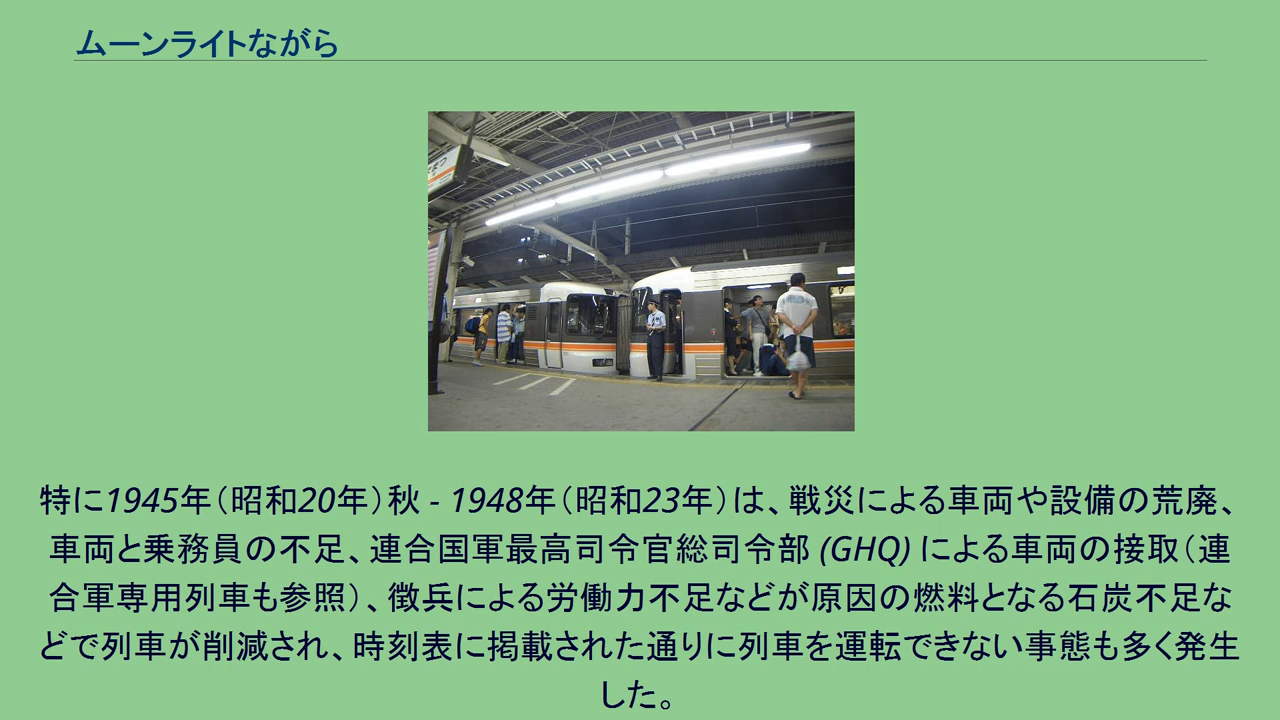 ムーンライトながら
特に1945年（昭和20年）秋 - 1948年（昭和23年）は、戦災による車両や設備の荒廃、
車両と乗務員の不足、連合国軍最高司令官総司令部 (GHQ) による車両の接取（連
合軍専用列車も参照）、徴兵による労働力不足などが原因の燃料となる石炭不足な
どで列車が削減され、時刻表に掲載された通りに列車を運転できない事態も多く発生
した。